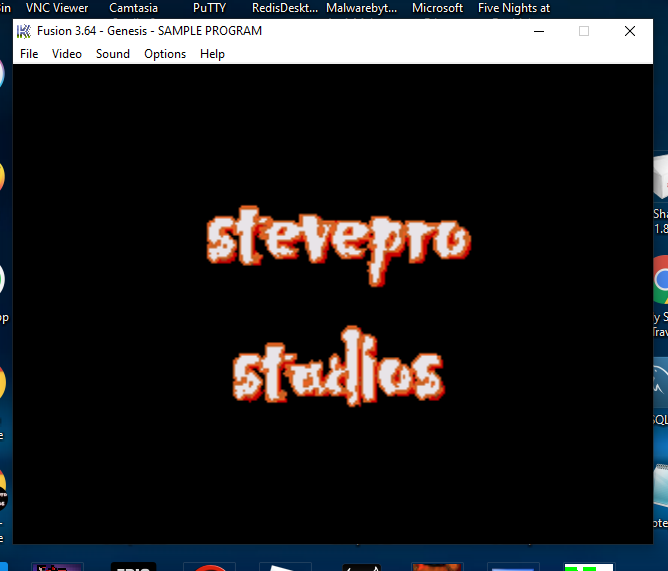 VNC Viewer Camtasia PuTTY RedisDeskt... Malwarebyt... Microsoft Five Nights at
Fusion 3.64 - Genesis - SAMPLE PROGRAM
File Video Sound Options Help
stevepro
studios